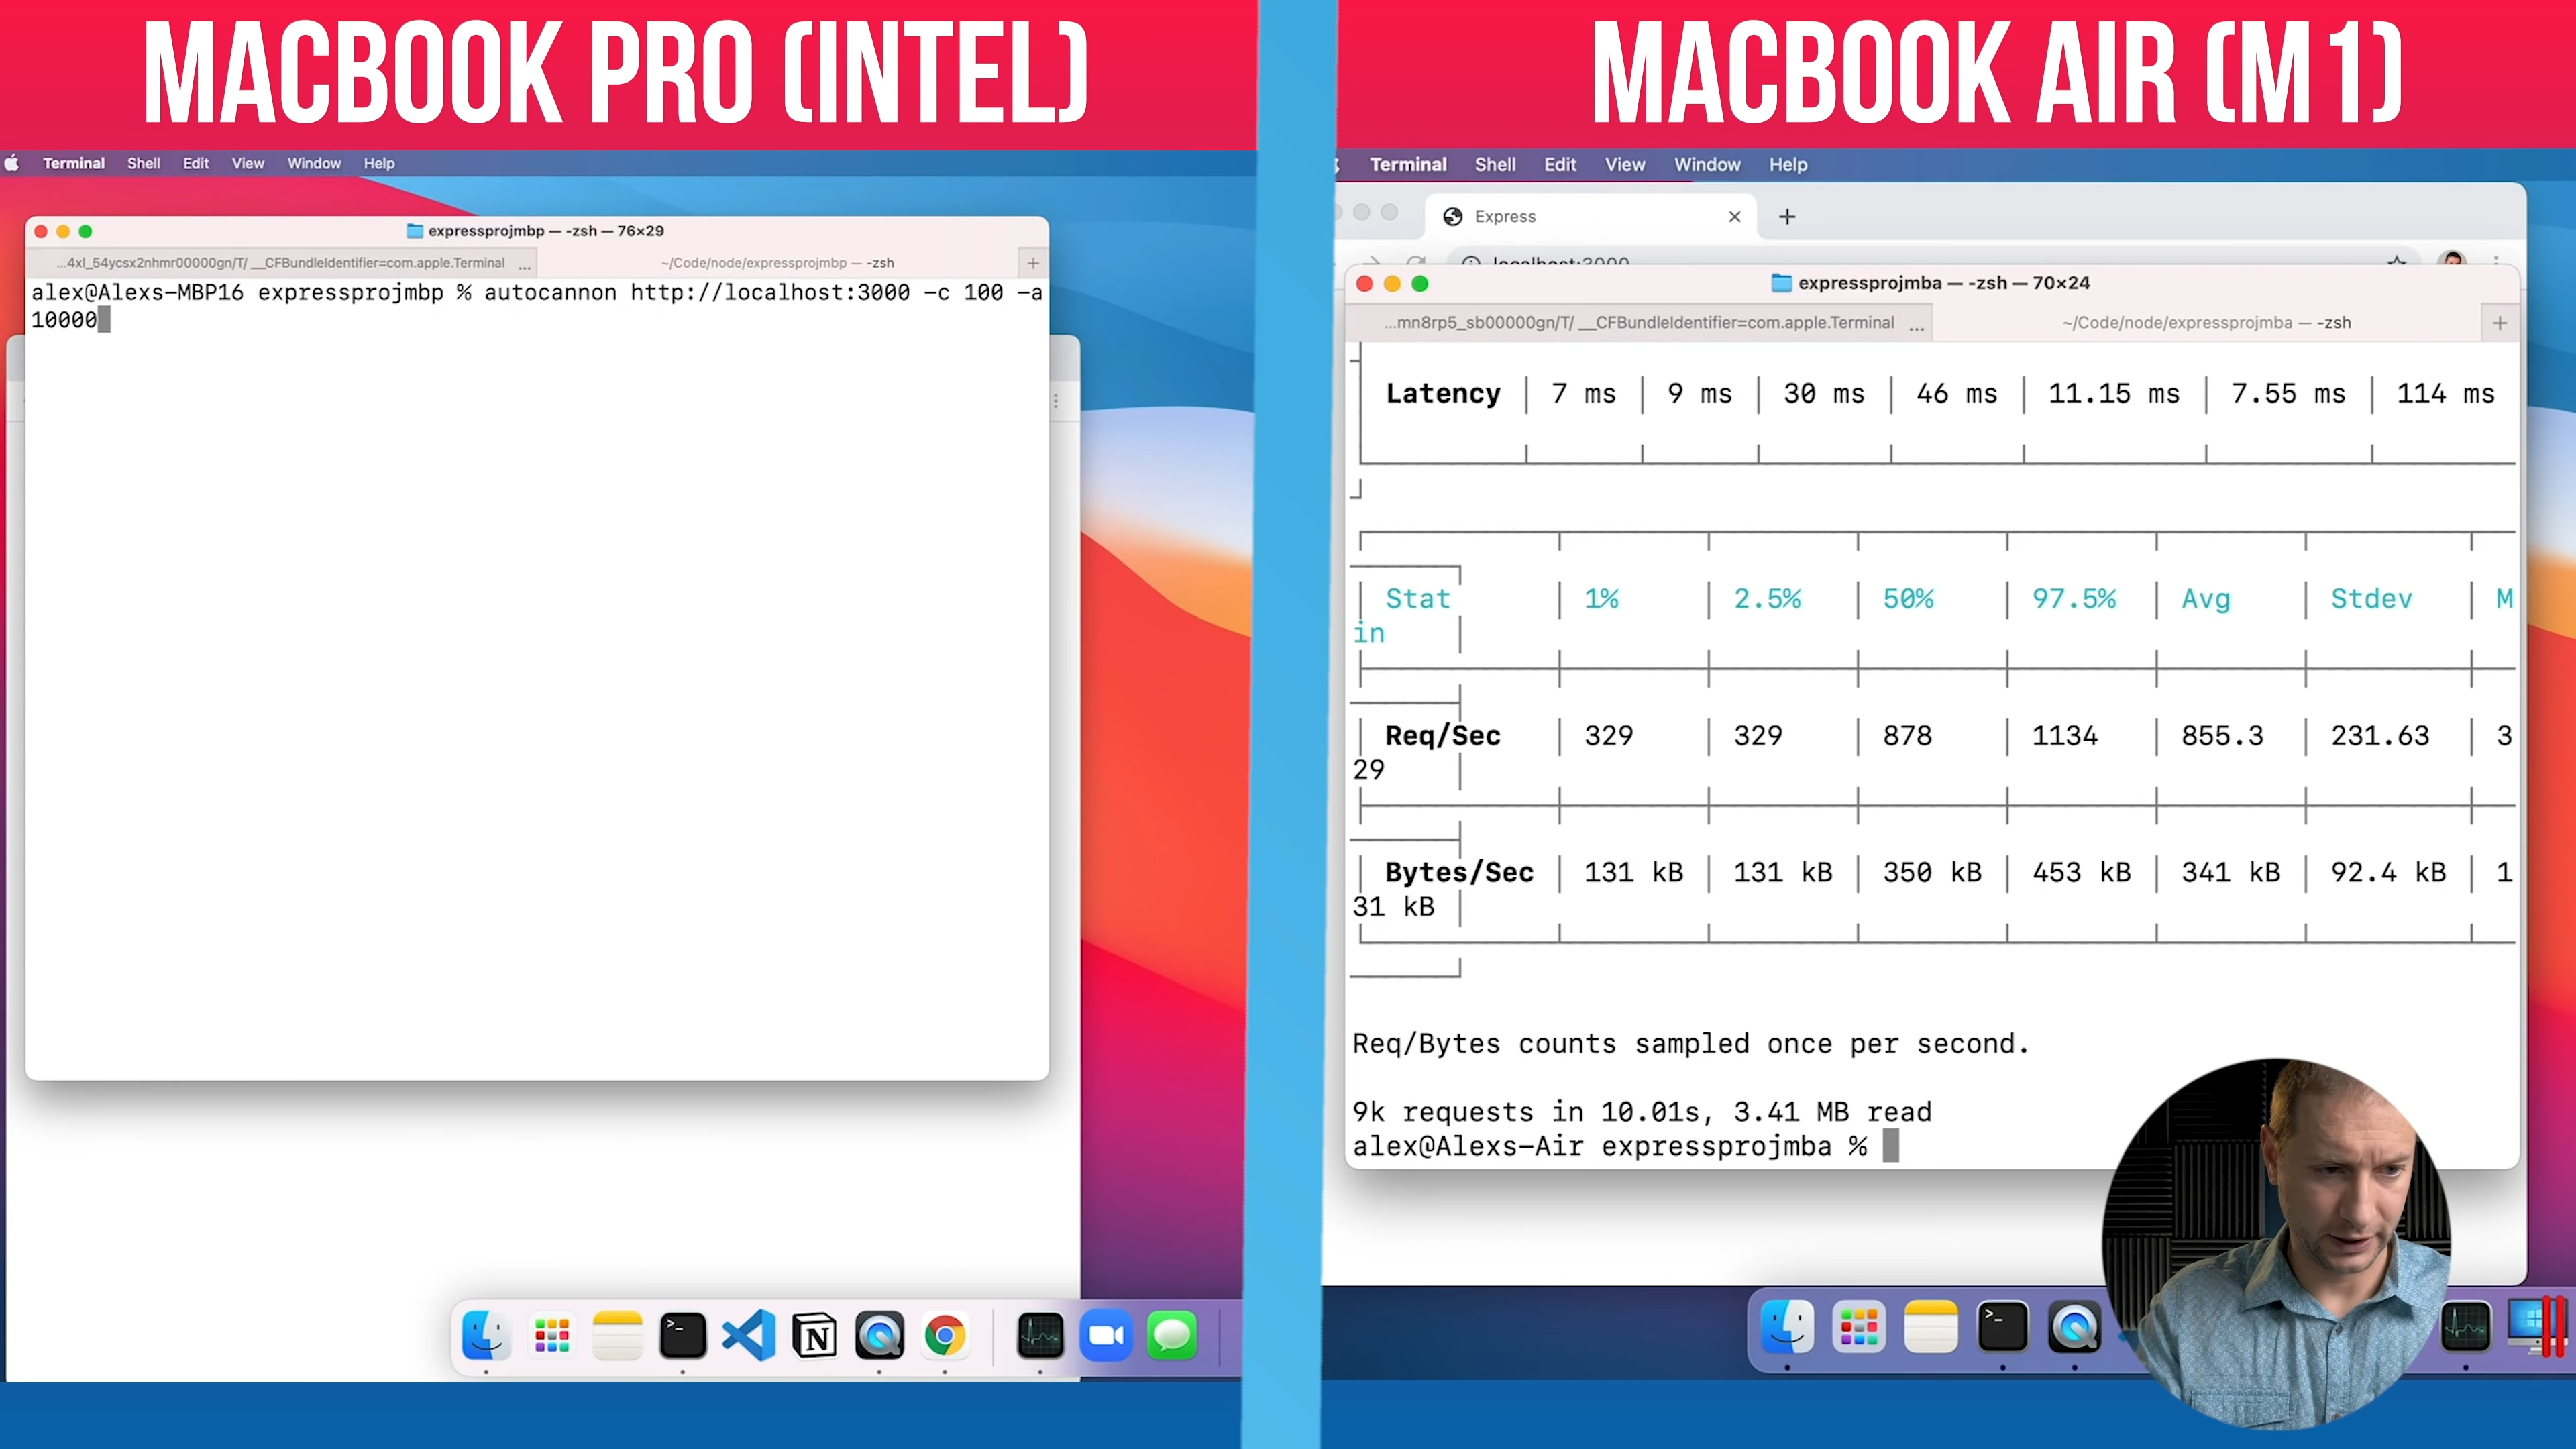 MACBOOK PRO (INTEL)
Terminal Shell Edit View Window Help
expressprojmbp — -zsh — 76×29
...4xl_54ycsx2nhmr00000gn/T/ __CFBundleIdentifier=com.apple.Terminal ...
~/Code/node/expressprojmbp — -zsh
alex@Alexs-MBP16 expressprojmbp % autocannon http://localhost:3000 -c 100 -a
10000
MACBOOK AIR (M1)
Terminal Shell Edit View Window Help
Express
localhost:3000
expressprojmba — -zsh — 70×24
...mn8rp5_sb00000gn/T/ __CFBundleIdentifier=com.apple.Terminal ...
~/Code/node/expressprojmba — -zsh
Latency │ 7 ms │ 9 ms │ 30 ms │ 46 ms │ 11.15 ms │ 7.55 ms │ 114 ms
Stat │ 1% │ 2.5% │ 50% │ 97.5% │ Avg │ Stdev │ M
in
Req/Sec │ 329 │ 329 │ 878 │ 1134 │ 855.3 │ 231.63 │ 3
29
Bytes/Sec │ 131 kB │ 131 kB │ 350 kB │ 453 kB │ 341 kB │ 92.4 kB │ 1
31 kB
Req/Bytes counts sampled once per second.
9k requests in 10.01s, 3.41 MB read
alex@Alexs-Air expressprojmba %